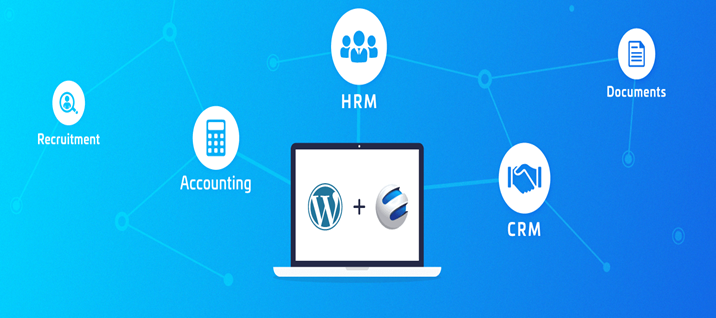 HRM
Documents
Recruitment
Accounting
W +
CRM